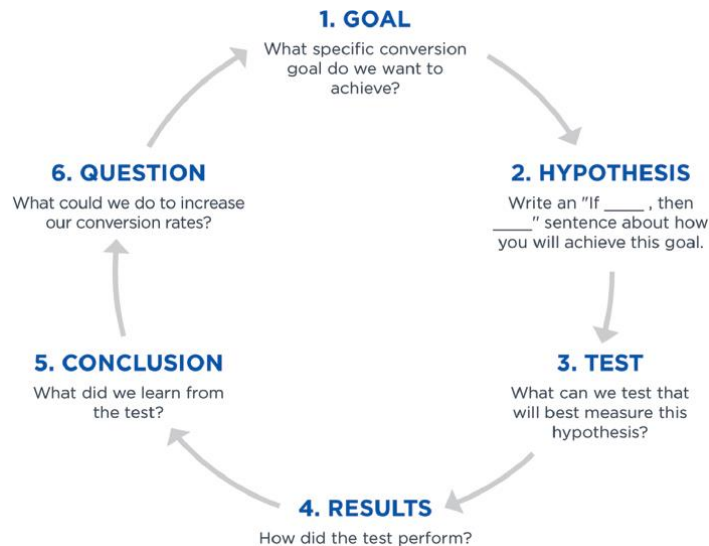 1. GOAL
What specific conversion
goal do we want to
achieve?
2. HYPOTHESIS
Write an "If ____ , then
____" sentence about how
you will achieve this goal.
3. TEST
What can we test that
will best measure this
hypothesis?
4. RESULTS
How did the test perform?
5. CONCLUSION
What did we learn from
the test?
6. QUESTION
What could we do to increase
our conversion rates?